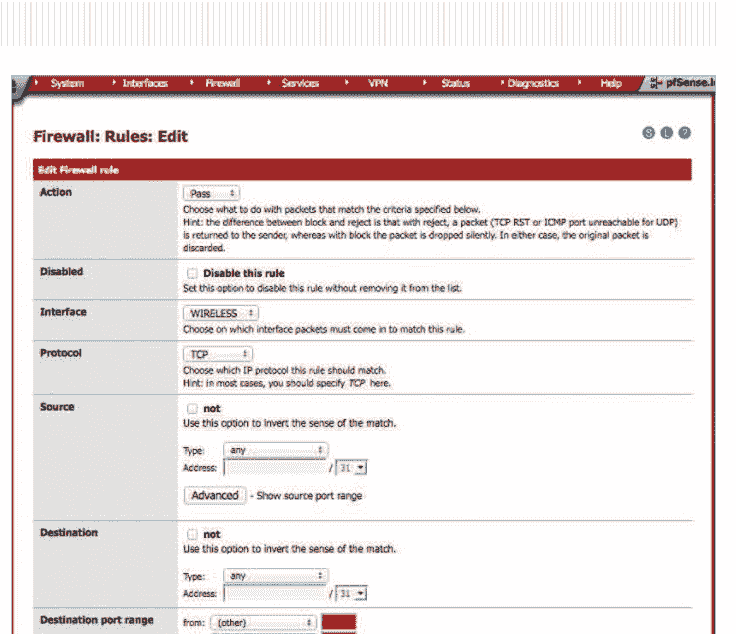 System Interfaces Firewall Services VPN Status Diagnostics Help pfSense.l
Firewall: Rules: Edit
S L ?
Edit Firewall rule
Action
Pass
Choose what to do with packets that match the criteria specified below.
Hint: the difference between block and reject is that with reject, a packet (TCP RST or ICMP port unreachable for UDP)
is returned to the sender, whereas with block the packet is dropped silently. In either case, the original packet is
discarded.
Disabled
Disable this rule
Set this option to disable this rule without removing it from the list.
Interface
WIRELESS
Choose on which interface packets must come in to match this rule.
Protocol
TCP
Choose which IP protocol this rule should match.
Hint: in most cases, you should specify TCP here.
Source
not
Use this option to invert the sense of the match.
Type: any
Address: / 31
Advanced - Show source port range
Destination
not
Use this option to invert the sense of the match.
Type: any
Address: / 31
Destination port range
from: (other)